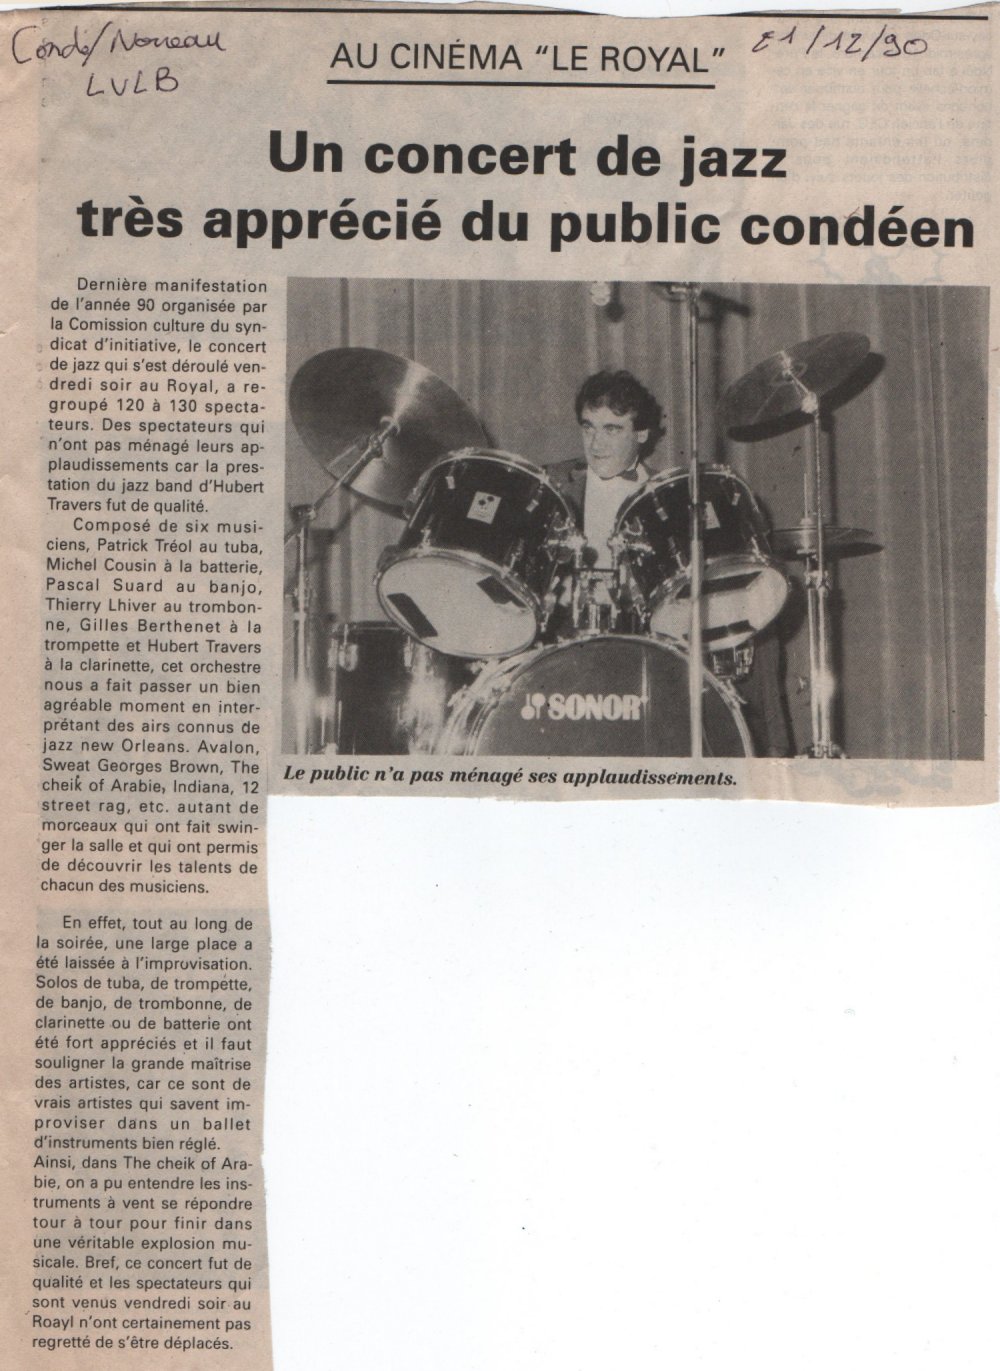 Condé/Noireau
LVLB
21/12/90
AU CINÉMA “LE ROYAL”
Un concert de jazz
très apprécié du public condéen
Dernière manifestation
de l’année 90 organisée par
la Comission culture du syn-
dicat d’initiative, le concert
de jazz qui s’est déroulé ven-
dredi soir au Royal, a re-
groupé 120 à 130 specta-
teurs. Des spectateurs qui
n’ont pas ménagé leurs ap-
plaudissements car la pres-
tation du jazz band d’Hubert
Travers fut de qualité.
Composé de six musi-
ciens, Patrick Tréol au tuba,
Michel Cousin à la batterie,
Pascal Suard au banjo,
Thierry Lhiver au trombon-
ne, Gilles Berthenet à la
trompette et Hubert Travers
à la clarinette, cet orchestre
nous a fait passer un bien
agréable moment en inter-
prétant des airs connus de
jazz new Orleans. Avalon,
Sweat Georges Brown, The
cheik of Arabie, Indiana, 12
street rag, etc. autant de
morceaux qui ont fait swin-
ger la salle et qui ont permis
de découvrir les talents de
chacun des musiciens.
En effet, tout au long de
la soirée, une large place a
été laissée à l’improvisation.
Solos de tuba, de trompette,
de banjo, de trombonne, de
clarinette ou de batterie ont
été fort appréciés et il faut
souligner la grande maîtrise
des artistes, car ce sont de
vrais artistes qui savent im-
proviser dans un ballet
d’instruments bien réglé.
Ainsi, dans The cheik of Ara-
bie, on a pu entendre les ins-
truments à vent se répondre
tour à tour pour finir dans
une véritable explosion mu-
sicale. Bref, ce concert fut de
qualité et les spectateurs qui
sont venus vendredi soir au
Roayl n’ont certainement pas
regretté de s’être déplacés.
SONOR
Le public n’a pas ménagé ses applaudissements.